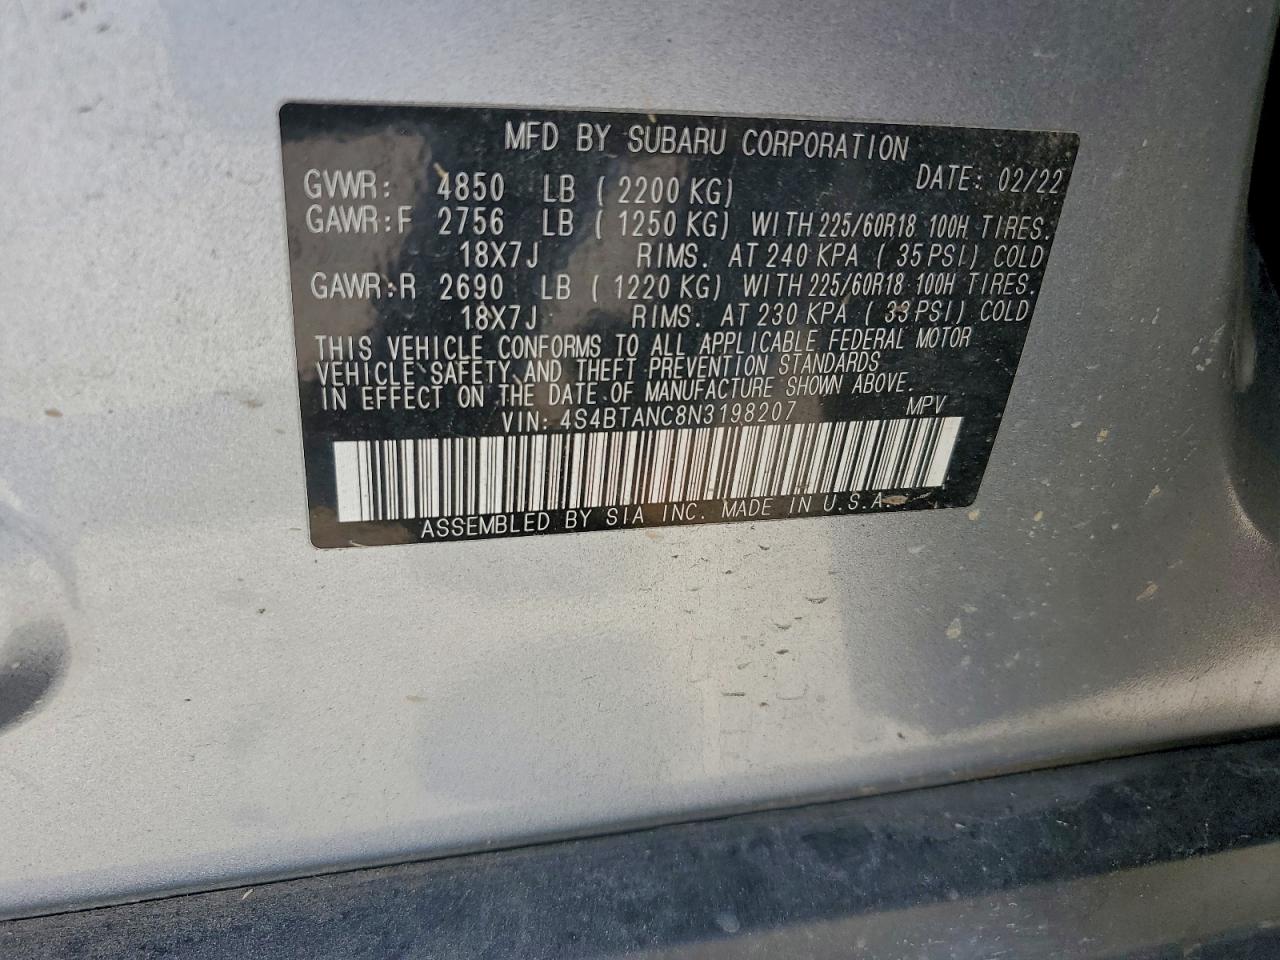 MFD BY SUBARU CORPORATION
DATE: 02/22
GVWR: 4850 LB ( 2200 KG)
GAWR:F 2756 LB ( 1250 KG) WITH 225/60R18 100H TIRES.
18X7J RIMS. AT 240 KPA ( 35 PSI) COLD
GAWR:R 2690 LB ( 1220 KG) WITH 225/60R18 100H TIRES.
18X7J RIMS. AT 230 KPA ( 33 PSI) COLD
THIS VEHICLE CONFORMS TO ALL APPLICABLE FEDERAL MOTOR
VEHICLE SAFETY AND THEFT PREVENTION STANDARDS
IN EFFECT ON THE DATE OF MANUFACTURE SHOWN ABOVE.
VIN: 4S4BTANC8N3198207 MPV
ASSEMBLED BY SIA INC. MADE IN U.S.A.